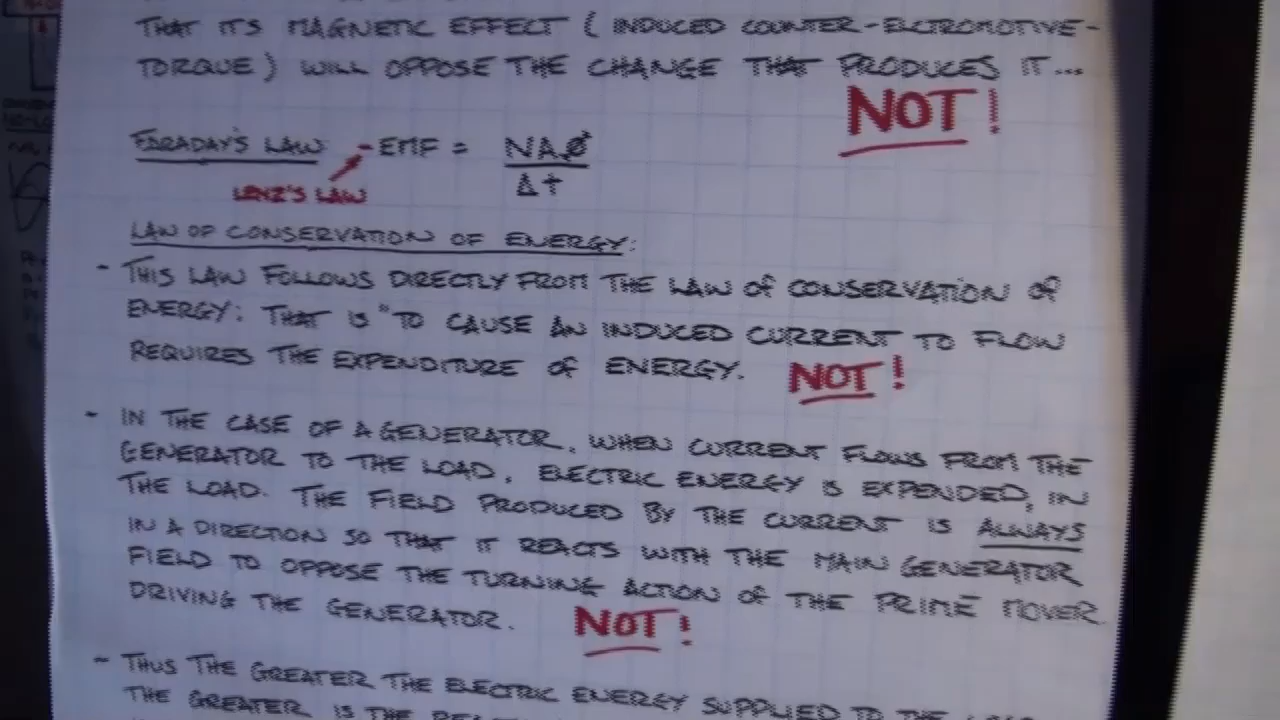 THAT ITS MAGNETIC EFFECT ( INDUCED COUNTER-ELCTROMOTIVE-
TORQUE) WILL OPPOSE THE CHANGE THAT PRODUCES IT...
NOT!
FARADAY'S LAW - EMF = NΔØ
Δt
LENZ'S LAW
LAW OF CONSERVATION OF ENERGY:
- THIS LAW FOLLOWS DIRECTLY FROM THE LAW OF CONSERVATION OF
ENERGY: THAT IS "TO CAUSE AN INDUCED CURRENT TO FLOW
REQUIRES THE EXPENDITURE OF ENERGY. NOT!
- IN THE CASE OF A GENERATOR, WHEN CURRENT FLOWS FROM THE
GENERATOR TO THE LOAD, ELECTRIC ENERGY IS EXPENDED, IN
THE LOAD. THE FIELD PRODUCED BY THE CURRENT IS ALWAYS
IN A DIRECTION SO THAT IT REACTS WITH THE MAIN GENERATOR
FIELD TO OPPOSE THE TURNING ACTION OF THE PRIME MOVER
DRIVING THE GENERATOR. NOT!
- THUS THE GREATER THE ELECTRIC ENERGY SUPPLIED TO THE
THE GREATER IS THE